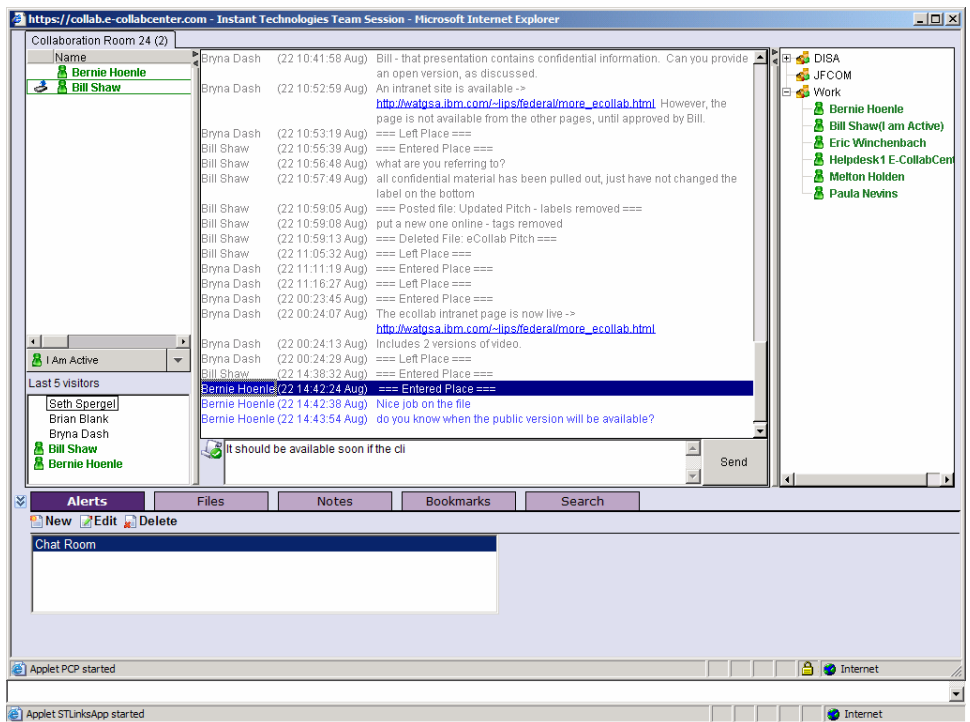 https://collab.e-collabcenter.com - Instant Technologies Team Session - Microsoft Internet Explorer
Collaboration Room 24 (2)
Name
Bernie Hoenle
Bill Shaw
Bryna Dash (22 10:41:58 Aug) Bill - that presentation contains confidential information. Can you provide
an open version, as discussed.
Bryna Dash (22 10:52:59 Aug) An intranet site is available ->
http://watgsa.ibm.com/~lips/federal/more_ecollab.html However, the
page is not available from the other pages, until approved by Bill.
Bryna Dash (22 10:53:19 Aug) === Left Place ===
Bill Shaw (22 10:55:39 Aug) === Entered Place ===
Bill Shaw (22 10:56:48 Aug) what are you referring to?
Bill Shaw (22 10:57:49 Aug) all confidential material has been pulled out, just have not changed the
label on the bottom
Bill Shaw (22 10:59:05 Aug) === Posted file: Updated Pitch - labels removed ===
Bill Shaw (22 10:59:08 Aug) put a new one online - tags removed
Bill Shaw (22 10:59:13 Aug) === Deleted File: eCollab Pitch ===
Bill Shaw (22 11:05:32 Aug) === Left Place ===
Bryna Dash (22 11:11:19 Aug) === Entered Place ===
Bryna Dash (22 11:16:27 Aug) === Left Place ===
Bryna Dash (22 00:23:45 Aug) === Entered Place ===
Bryna Dash (22 00:24:07 Aug) The ecollab intranet page is now live ->
http://watgsa.ibm.com/~lips/federal/more_ecollab.html
Bryna Dash (22 00:24:13 Aug) Includes 2 versions of video.
Bryna Dash (22 00:24:29 Aug) === Left Place ===
Bill Shaw (22 14:38:32 Aug) === Entered Place ===
Bernie Hoenle (22 14:42:24 Aug) === Entered Place ===
Bernie Hoenle (22 14:42:38 Aug) Nice job on the file
Bernie Hoenle (22 14:43:54 Aug) do you know when the public version will be available?
DISA
JFCOM
Work
Bernie Hoenle
Bill Shaw(I am Active)
Eric Winchenbach
Helpdesk1 E-CollabCen
Melton Holden
Paula Nevins
I Am Active
Last 5 visitors
Seth Spergel
Brian Blank
Bryna Dash
Bill Shaw
Bernie Hoenle
It should be available soon if the cli
Send
Alerts Files Notes Bookmarks Search
New Edit Delete
Chat Room
Applet PCP started Internet
Applet STLinksApp started Internet